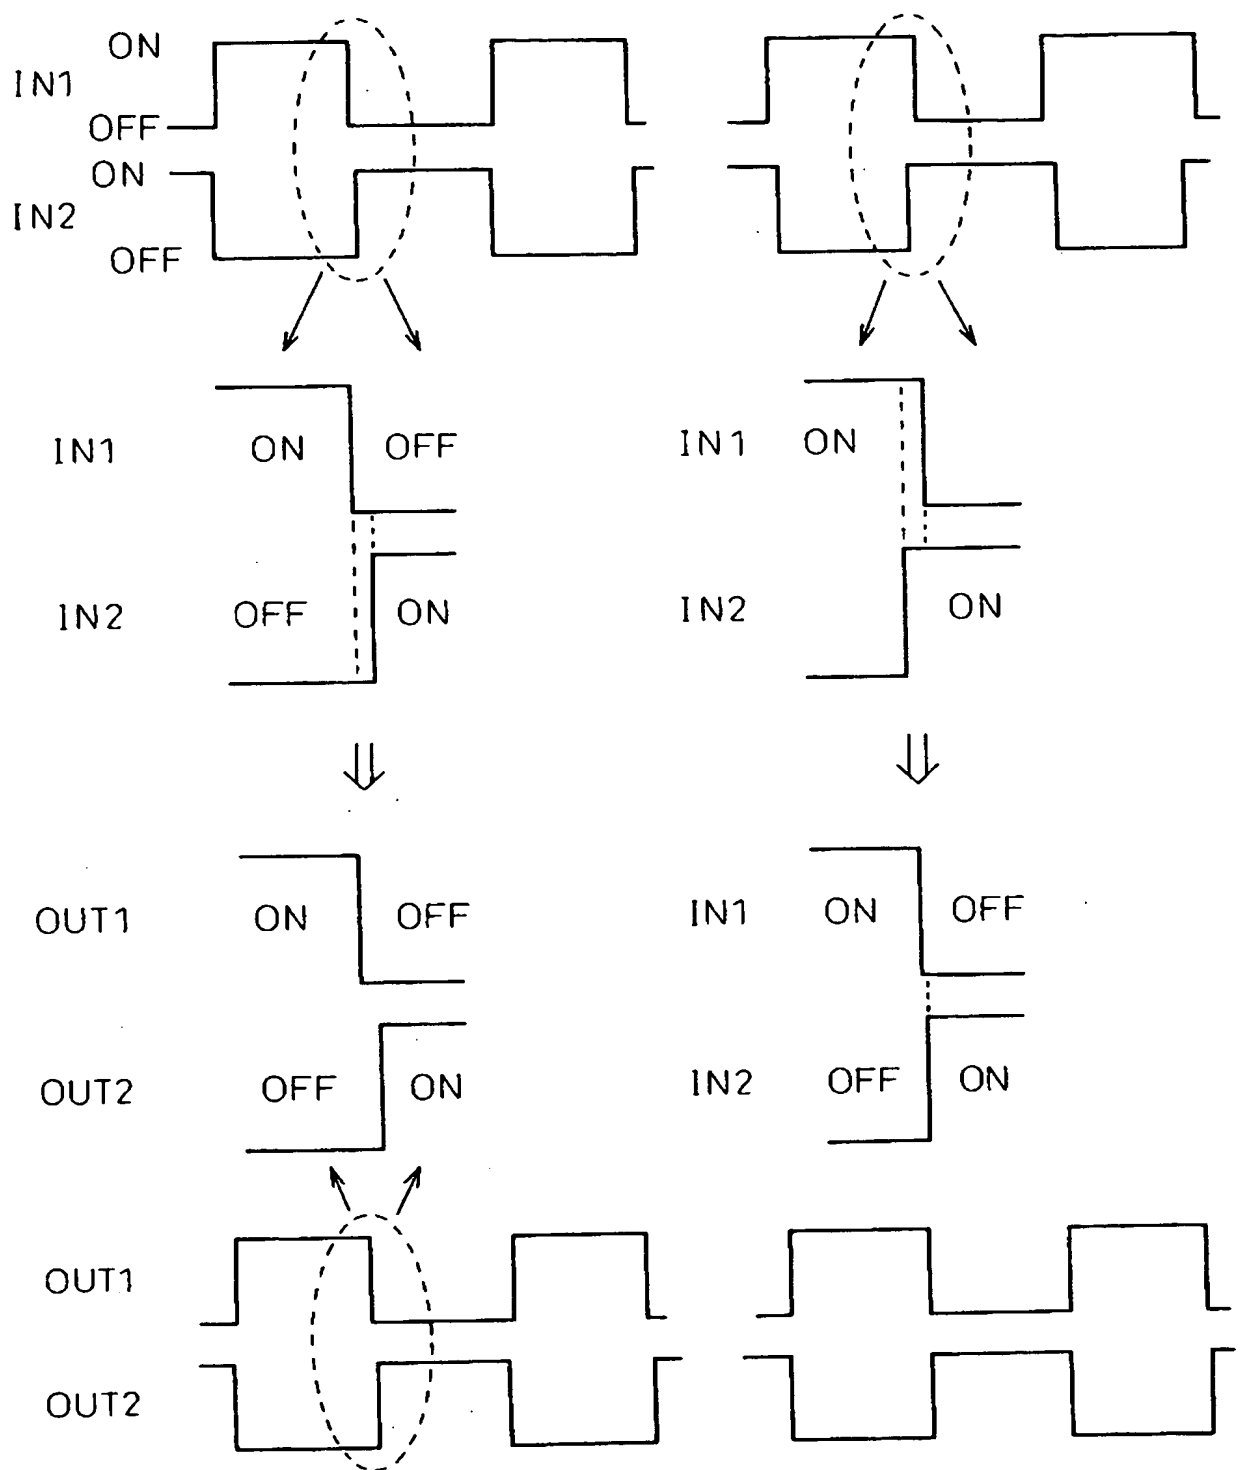 ON
IN1
OFF
ON
IN2
OFF
IN1 ON OFF
IN2 OFF ON
IN1 ON
IN2 ON
OUT1 ON OFF
OUT2 OFF ON
IN1 ON OFF
IN2 OFF ON
OUT1
OUT2